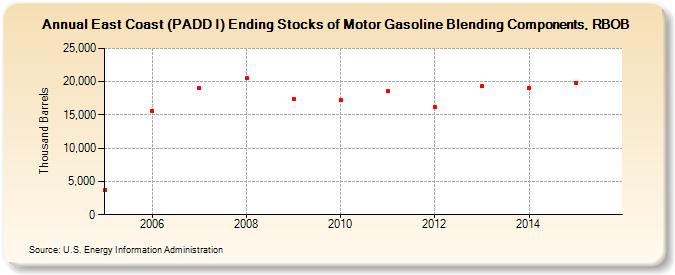 Annual East Coast (PADD I) Ending Stocks of Motor Gasoline Blending Components, RBOB
Thousand Barrels
25,000
20,000
15,000
10,000
5,000
0
2006 2008 2010 2012 2014
Source: U.S. Energy Information Administration